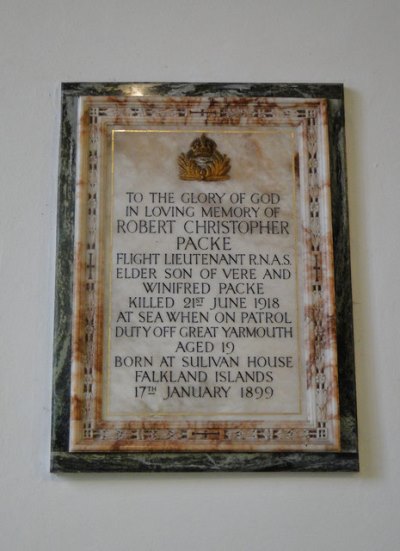 TO THE GLORY OF GOD
IN LOVING MEMORY OF
ROBERT CHRISTOPHER
PACKE
FLIGHT LIEUTENANT R.N.A.S.
ELDER SON OF VERE AND
WINIFRED PACKE
KILLED 21ST JUNE 1918
AT SEA WHEN ON PATROL
DUTY OFF GREAT YARMOUTH
AGED 19
BORN AT SULIVAN HOUSE
FALKLAND ISLANDS
17TH JANUARY 1899